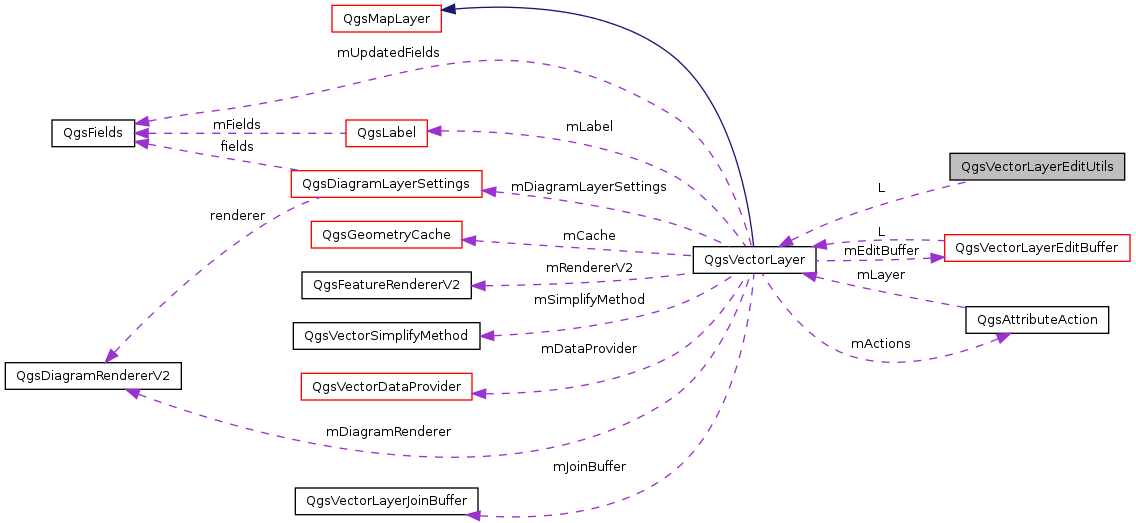 QgsMapLayer
mUpdatedFields
QgsFields
mFields
QgsLabel
mLabel
fields
QgsVectorLayerEditUtils
QgsDiagramLayerSettings
mDiagramLayerSettings
L
renderer
QgsGeometryCache
mCache
L
QgsVectorLayerEditBuffer
QgsVectorLayer
mEditBuffer
mRendererV2
mLayer
QgsFeatureRendererV2
mSimplifyMethod
QgsAttributeAction
QgsVectorSimplifyMethod
mDataProvider
mActions
QgsDiagramRendererV2
QgsVectorDataProvider
mDiagramRenderer
mJoinBuffer
QgsVectorLayerJoinBuffer